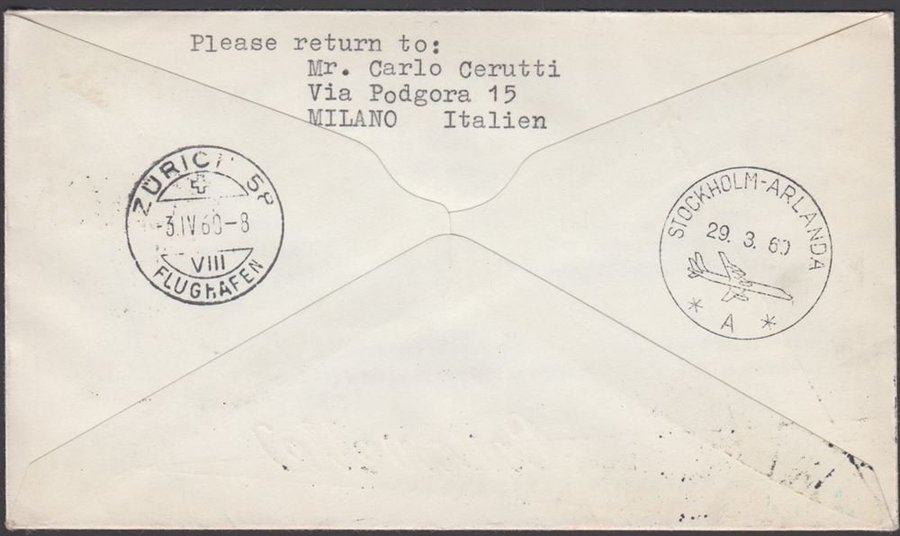 Please return to:
Mr. Carlo Cerutti
Via Podgora 15
MILANO Italien
ZÜRICH 58
-3.IV.60-8
VIII
FLUGHAFEN
STOCKHOLM-ARLANDA
29. 3. 60
* A *